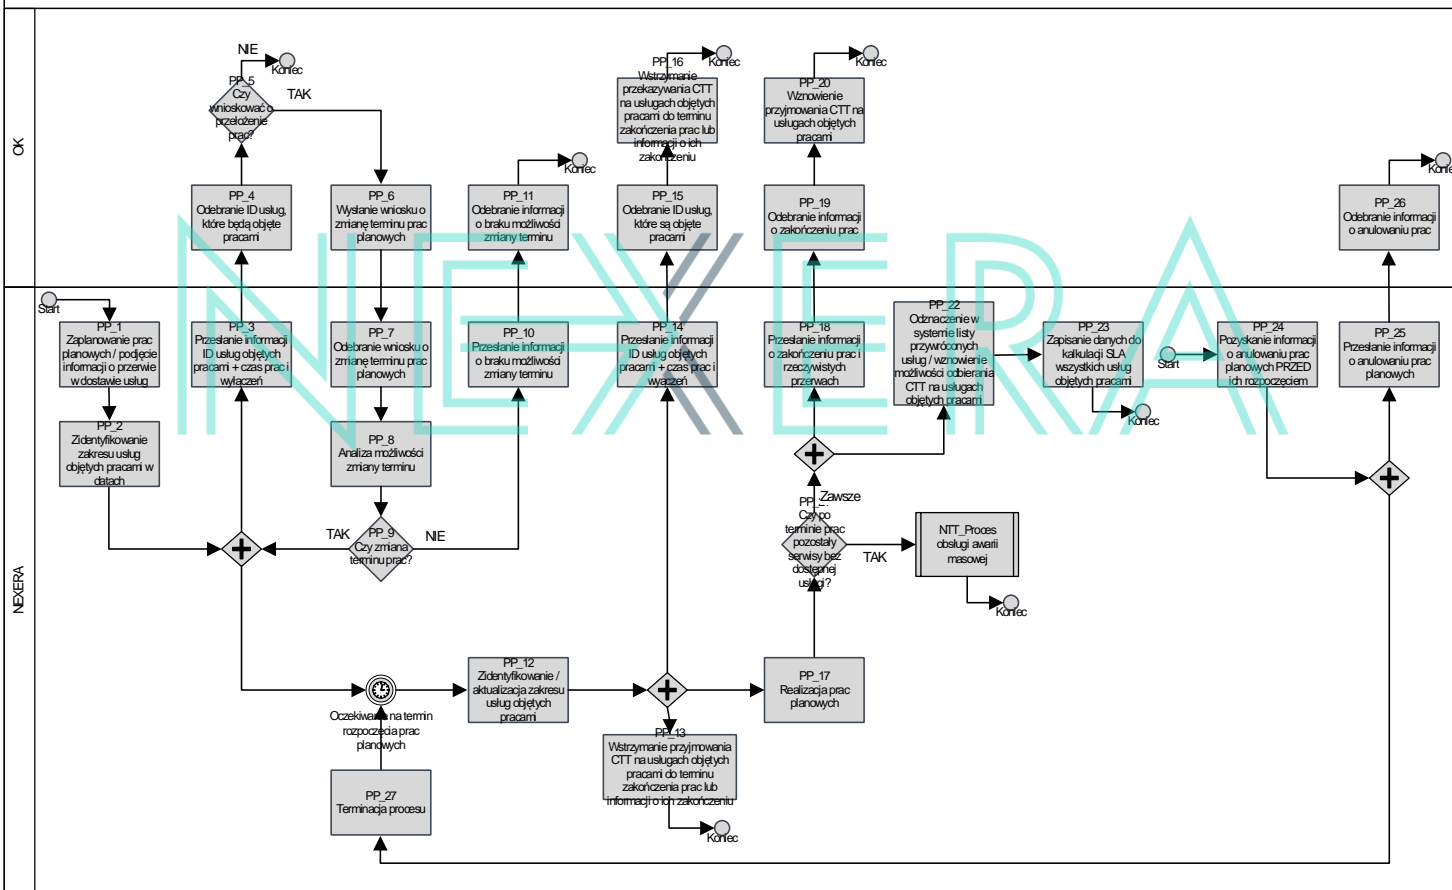 OK
NIE
Koniec
PP_5
Czy
wnioskować o
przełożenie
prac?
TAK
PP_4
Odebranie ID usług,
które będą objęte
pracami
PP_6
Wysłanie wniosku o
zmianę terminu prac
planowych
Koniec
PP_11
Odebranie informacji
o braku możliwości
zmiany terminu
Koniec
PP_16
Wstrzymanie
przekazywania CTT
na usługach objętych
pracami do terminu
zakończenia prac lub
informacji o ich
zakończeniu
PP_15
Odebranie ID usług,
które są objęte
pracami
Koniec
PP_20
Wznowienie
przyjmowania CTT na
usługach objętych
pracami
PP_19
Odebranie informacji
o zakończeniu prac
PP_26
Odebranie informacji
o anulowaniu prac
NEXERA
NEXERA
Start
PP_1
Zaplanowanie prac
planowych / podjęcie
informacji o przerwie
w dostawie usług
PP_2
Zidentyfikowanie
zakresu usług
objętych pracami w
datach
PP_3
Przesłanie informacji
ID usług objętych
pracami + czas prac i
wyłączeń
PP_7
Odebranie wniosku o
zmianę terminu prac
planowych
PP_8
Analiza możliwości
zmiany terminu
TAK
PP_9
Czy zmiana
terminu prac?
NIE
PP_10
Przesłanie informacji
o braku możliwości
zmiany terminu
PP_14
Przesłanie informacji
ID usług objętych
pracami + czas prac i
wyłączeń
PP_18
Przesłanie informacji
o zakończeniu prac i
rzeczywistych
przerwach
PP_22
Odznaczenie w
systemie listy
przywróconych
usług / wznowienie
możliwości odbierania
CTT na usługach
objętych pracami
PP_23
Zapisanie danych do
kalkulacji SLA
wszystkich usług
objętych pracami
Koniec
Start
PP_24
Pozyskanie informacji
o anulowaniu prac
planowych PRZED
ich rozpoczęciem
PP_25
Przesłanie informacji
o anulowaniu prac
planowych
Zawsze
Czy po
terminie prac
pozostały
serwisy bez
dostępnej
usługi?
TAK
NTT_Proces
obsługi awarii
masowej
Koniec
Oczekiwanie na termin
rozpoczęcia prac
planowych
PP_12
Zidentyfikowanie /
aktualizacja zakresu
usług objętych
pracami
PP_13
Wstrzymanie przyjmowania
CTT na usługach objętych
pracami do terminu
zakończenia prac lub
informacji o ich zakończeniu
Koniec
PP_17
Realizacja prac
planowych
PP_27
Terminacja procesu